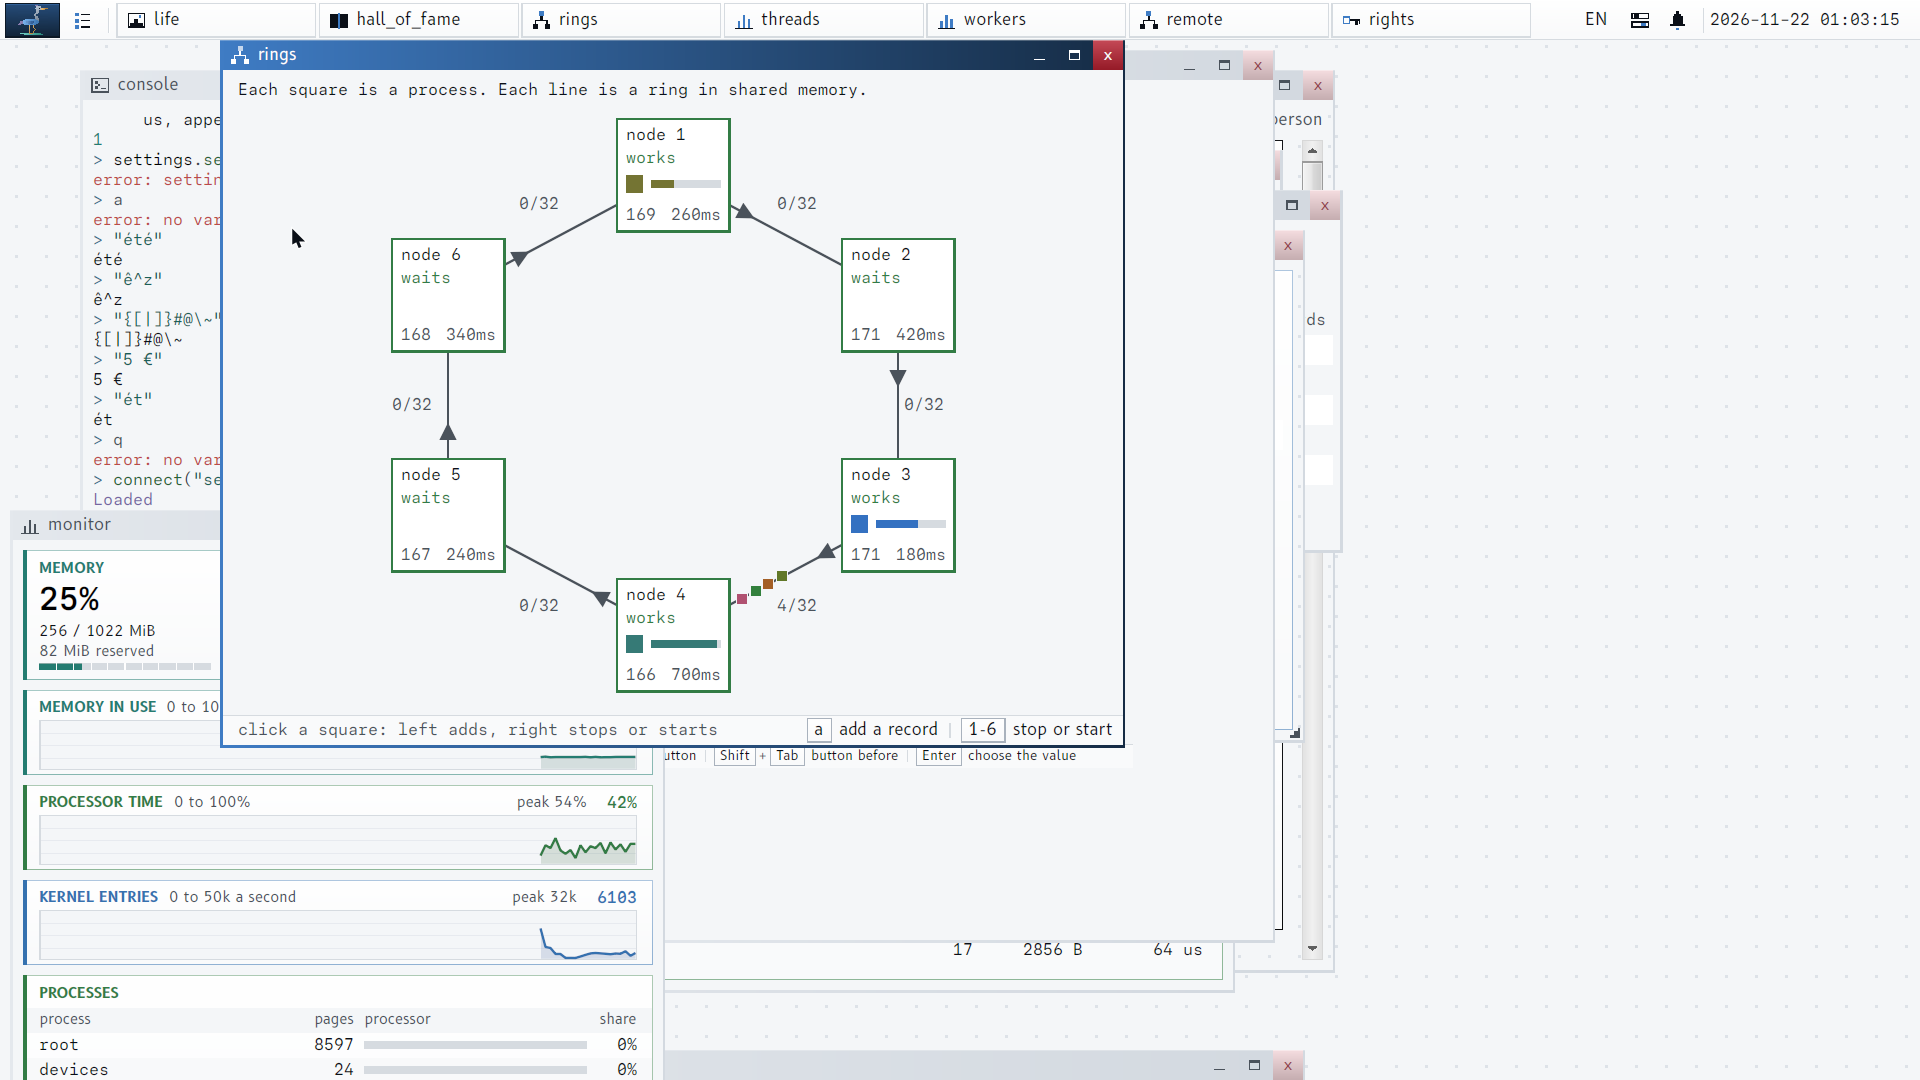 life hall_of_fame rings threads workers remote rights EN 2026-11-22 01:03:15
rings
x
x
console
us, appe
1
> settings.se
error: settin
> a
error: no var
> "été"
été
> "ê^z"
ê^z
> "{[|]}#@\~"
{[|]}#@\~
> "5 €"
5 €
> "ét"
ét
> q
error: no var
> connect("se
Loaded
Each square is a process. Each line is a ring in shared memory.
node 1
works
169 260ms
0/32
0/32
node 6
waits
168 340ms
node 2
waits
171 420ms
0/32
0/32
node 5
waits
167 240ms
node 3
works
171 180ms
0/32
4/32
node 4
works
166 700ms
click a square: left adds, right stops or starts a add a record | 1-6 stop or start
x
person
x
x
ds
monitor
MEMORY
25%
256 / 1022 MiB
82 MiB reserved
MEMORY IN USE 0 to 10
utton Shift + Tab button before Enter choose the value
PROCESSOR TIME 0 to 100% peak 54% 42%
KERNEL ENTRIES 0 to 50k a second peak 32k 6103
17 2856 B 64 us
PROCESSES
process pages processor share
root 8597 0%
devices 24 0%
x